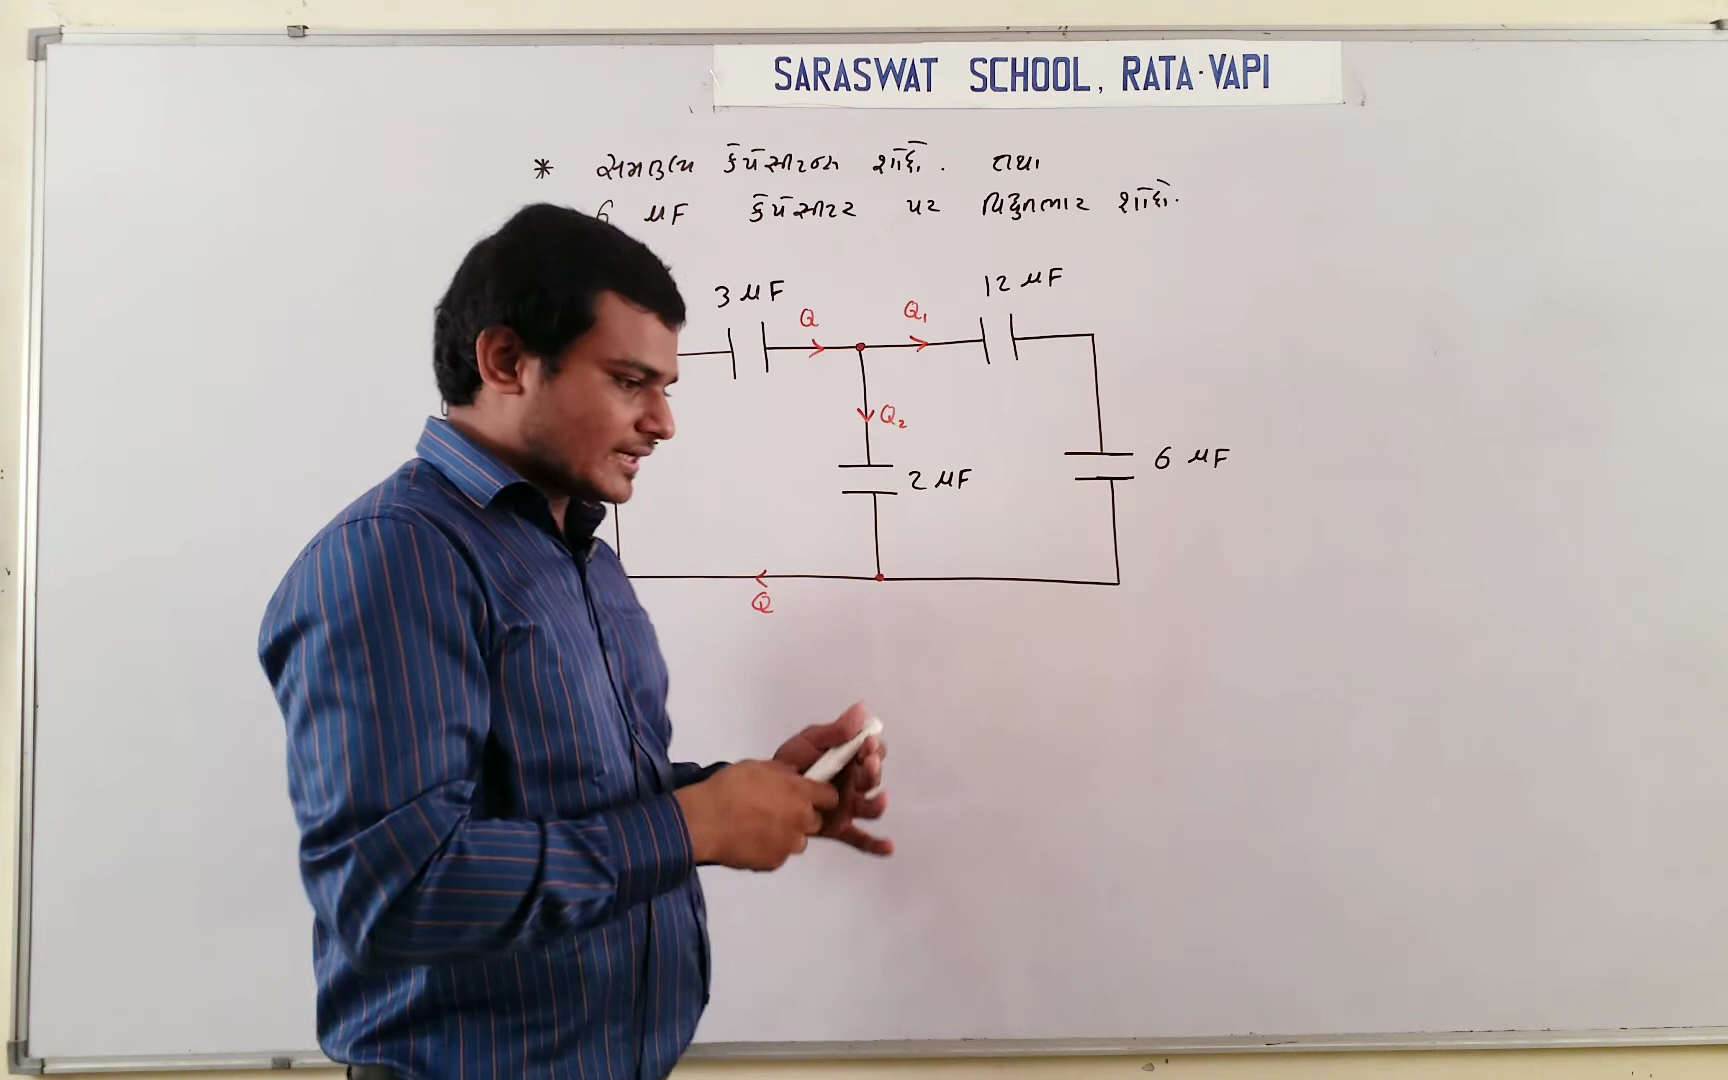 SARASWAT SCHOOL, RATA-VAPI
* સમતુલ્ય કેપેસીટન્સ શોધો. તથા
6 μF કેપેસીટર પર વિદ્યુતભાર શોધો.
3 μF
12 μF
Q
Q₁
Q₂
2 μF
6 μF
Q